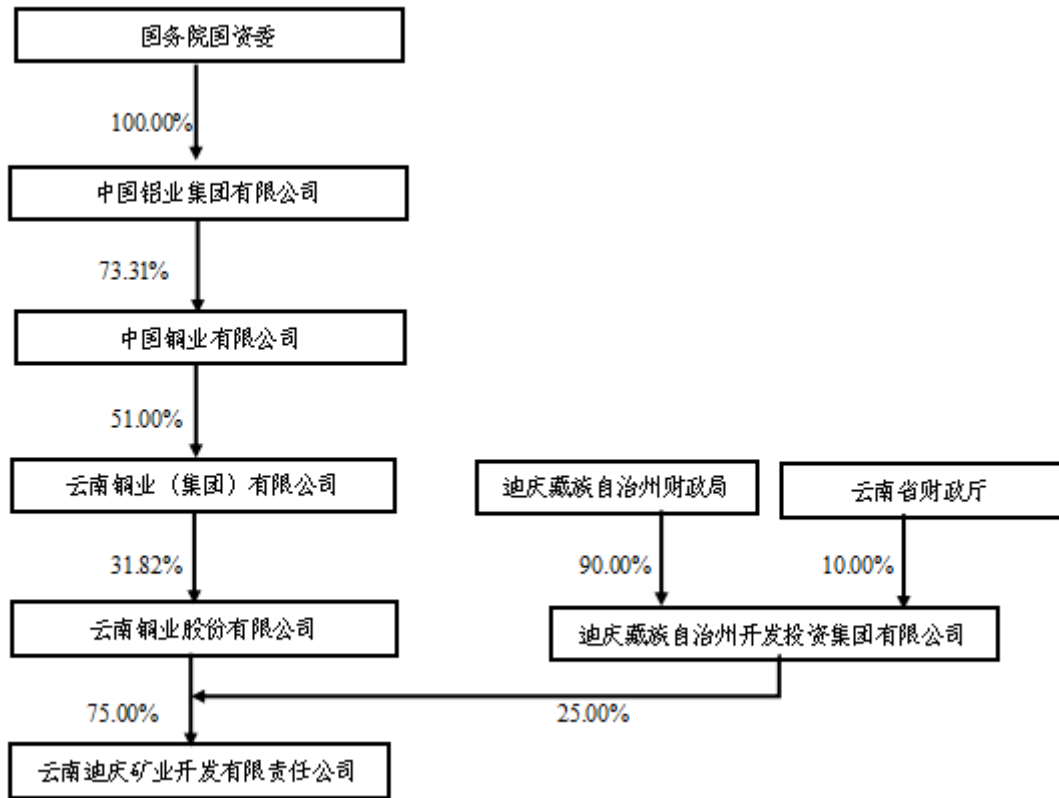 国务院国资委
100.00%
中国铝业集团有限公司
73.31%
中国铜业有限公司
51.00%
云南铜业（集团）有限公司
迪庆藏族自治州财政局
云南省财政厅
31.82%
90.00%
10.00%
云南铜业股份有限公司
迪庆藏族自治州开发投资集团有限公司
75.00%
25.00%
云南迪庆矿业开发有限责任公司